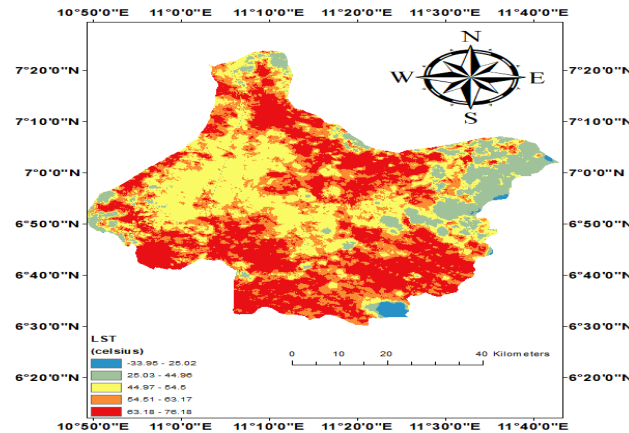 10°50'0"E 11°0'0"E 11°10'0"E 11°20'0"E 11°30'0"E 11°40'0"E
N
W E
S
7°20'0"N 7°20'0"N
7°10'0"N 7°10'0"N
7°0'0"N 7°0'0"N
6°50'0"N 6°50'0"N
6°40'0"N 6°40'0"N
6°30'0"N 6°30'0"N
6°20'0"N 6°20'0"N
LST
(celsius)
-33.95 - 25.02
25.03 - 44.96
44.97 - 54.5
54.51 - 63.17
63.18 - 76.18
0 10 20 40 Kilometers
10°50'0"E 11°0'0"E 11°10'0"E 11°20'0"E 11°30'0"E 11°40'0"E